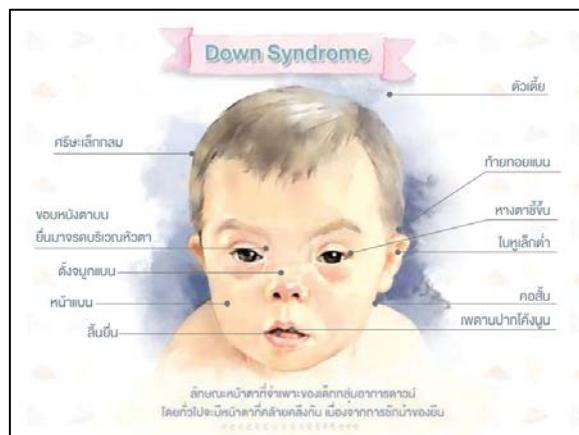 Down Syndrome
ตัวเตี้ย
ศรีษะเล็กกลม
ท้ายทอยแบน
ขอบหนังตาบน
ยื่นมาจรดบริเวณหัวตา
หางตาชี้ขึ้น
ใบหูเล็กต่ำ
ดั้งจมูกแบน
หน้าแบน
คอสั้น
ลิ้นยื่น
เพดานปากโค้งนูน
ลักษณะหน้าตาที่จำเพาะของเด็กกลุ่มอาการดาวน์
โดยทั่วไปจะมีหน้าตาที่คล้ายคลึงกัน เนื่องจากการชักนำของยีน